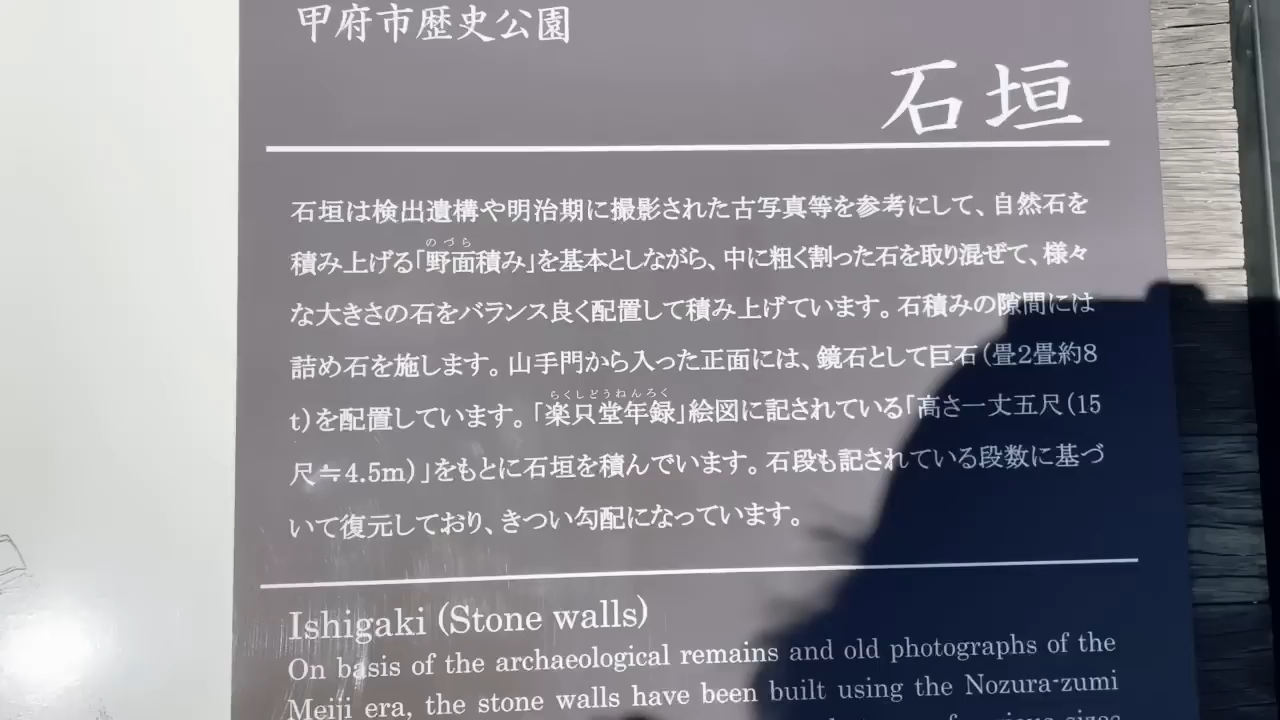 甲府市歴史公園
石垣
石垣は検出遺構や明治期に撮影された古写真等を参考にして、自然石を
のづら
積み上げる「野面積み」を基本としながら、中に粗く割った石を取り混ぜて、様々
な大きさの石をバランス良く配置して積み上げています。石積みの隙間には
詰め石を施します。山手門から入った正面には、鏡石として巨石(畳2畳約8
らくしどうねんろく
t)を配置しています。「楽只堂年録」絵図に記されている「高さ一丈五尺(15
尺≒4.5m)」をもとに石垣を積んでいます。石段も記されている段数に基づ
いて復元しており、きつい勾配になっています。
Ishigaki (Stone walls)
On basis of the archaeological remains and old photographs of the
Meiji era, the stone walls have been built using the Nozura-zumi